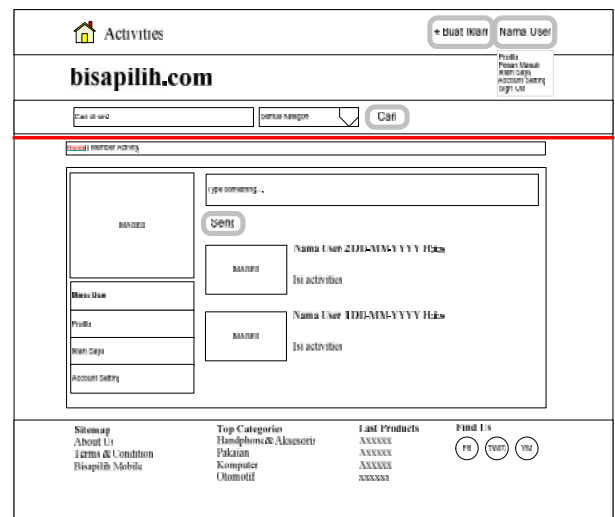 Activities
+ Buat Iklan
Nama User
Profile
Pesan Masuk
Iklan Saya
Account Setting
Sign Out
bisapilih.com
Cari di sini
Semua Kategori
Cari
Home | Member Activity
IMAGES
Type something...
Sent
IMAGES
Nama User 2 DD-MM-YYYY H:i:s
Isi activities
Menu User
Profile
Iklan Saya
Account Setting
IMAGES
Nama User 1 DD-MM-YYYY H:i:s
Isi activities
Sitemap
About Us
Terms & Condition
Bisapilih Mobile
Top Categories
Handphone & Aksesoris
Pakaian
Komputer
Otomotif
Last Products
Xxxxxx
Xxxxxx
Xxxxxx
xxxxxx
Find Us
FB
YM